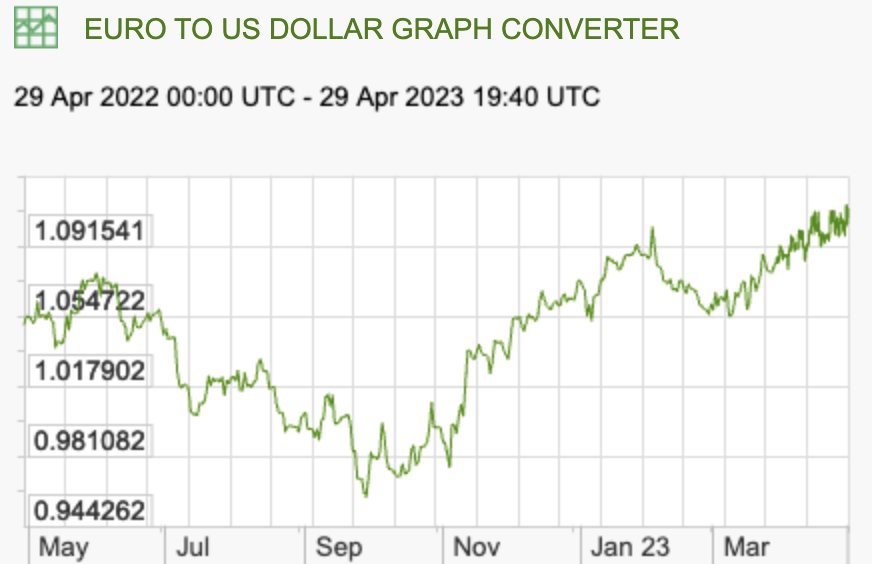 EURO TO US DOLLAR GRAPH CONVERTER
29 Apr 2022 00:00 UTC - 29 Apr 2023 19:40 UTC
1.091541
1.054722
1.017902
0.981082
0.944262
May Jul Sep Nov Jan 23 Mar